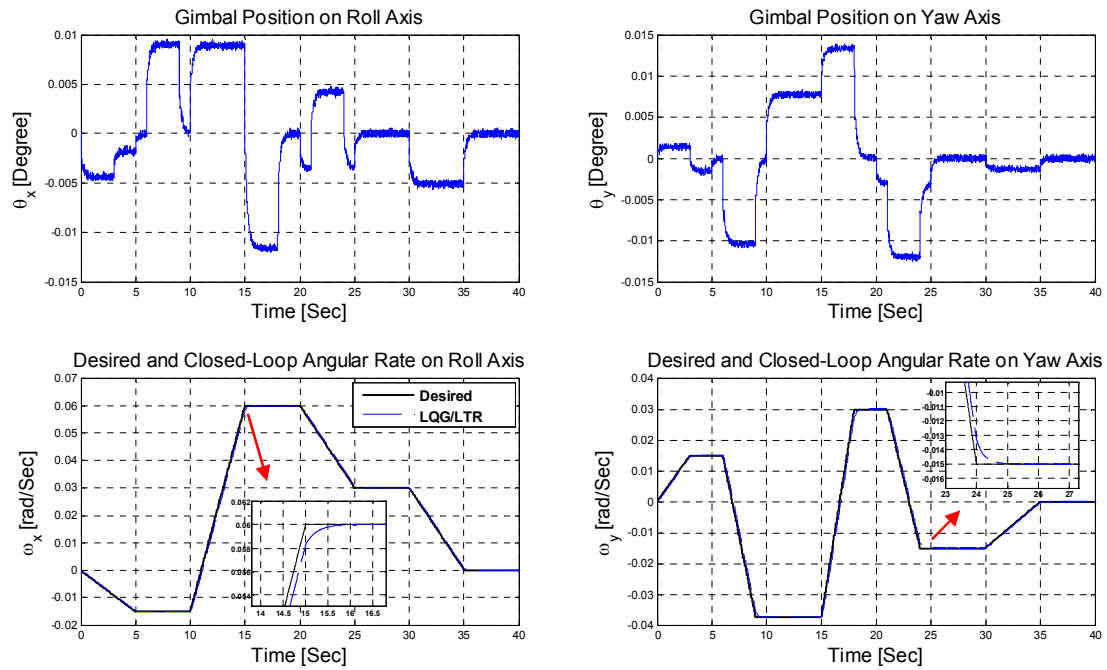 Gimbal Position on Roll Axis
0.01
0.005
0
-0.005
-0.01
-0.015
θx [Degree]
0 5 10 15 20 25 30 35 40
Time [Sec]
Gimbal Position on Yaw Axis
0.015
0.01
0.005
0
-0.005
-0.01
-0.015
θy [Degree]
0 5 10 15 20 25 30 35 40
Time [Sec]
Desired and Closed-Loop Angular Rate on Roll Axis
0.07
0.06
0.05
0.04
0.03
0.02
0.01
0
-0.01
-0.02
ωx [rad/Sec]
Desired
LQG/LTR
0.062
0.06
0.058
0.056
0.054
14 14.5 15 15.5 16 16.5
0 5 10 15 20 25 30 35 40
Time [Sec]
Desired and Closed-Loop Angular Rate on Yaw Axis
0.04
0.03
0.02
0.01
0
-0.01
-0.02
-0.03
-0.04
ωy [rad/Sec]
-0.01
-0.011
-0.012
-0.013
-0.014
-0.015
-0.016
23 24 25 26 27
0 5 10 15 20 25 30 35 40
Time [Sec]